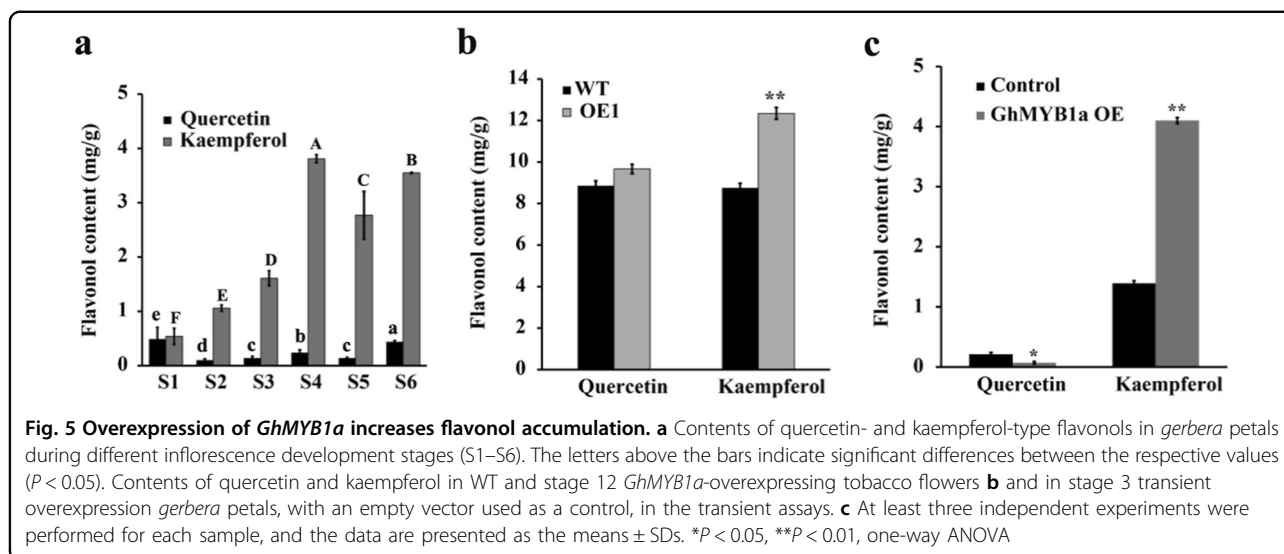 a
Flavonol content (mg/g)
5
4
3
2
1
0
Quercetin
Kaempferol
e F
d E
c D
b A
c C
a B
S1 S2 S3 S4 S5 S6
b
Flavonol content (mg/g)
14
12
10
8
6
4
2
0
WT
OE1
**
Quercetin Kaempferol
c
Flavonol content (mg/g)
5
4
3
2
1
0
Control
GhMYB1a OE
*
**
Quercetin Kaempferol
Fig. 5 Overexpression of GhMYB1a increases flavonol accumulation. a Contents of quercetin- and kaempferol-type flavonols in gerbera petals
during different inflorescence development stages (S1–S6). The letters above the bars indicate significant differences between the respective values
(P < 0.05). Contents of quercetin and kaempferol in WT and stage 12 GhMYB1a-overexpressing tobacco flowers b and in stage 3 transient
overexpression gerbera petals, with an empty vector used as a control, in the transient assays. c At least three independent experiments were
performed for each sample, and the data are presented as the means ± SDs. *P < 0.05, **P < 0.01, one-way ANOVA